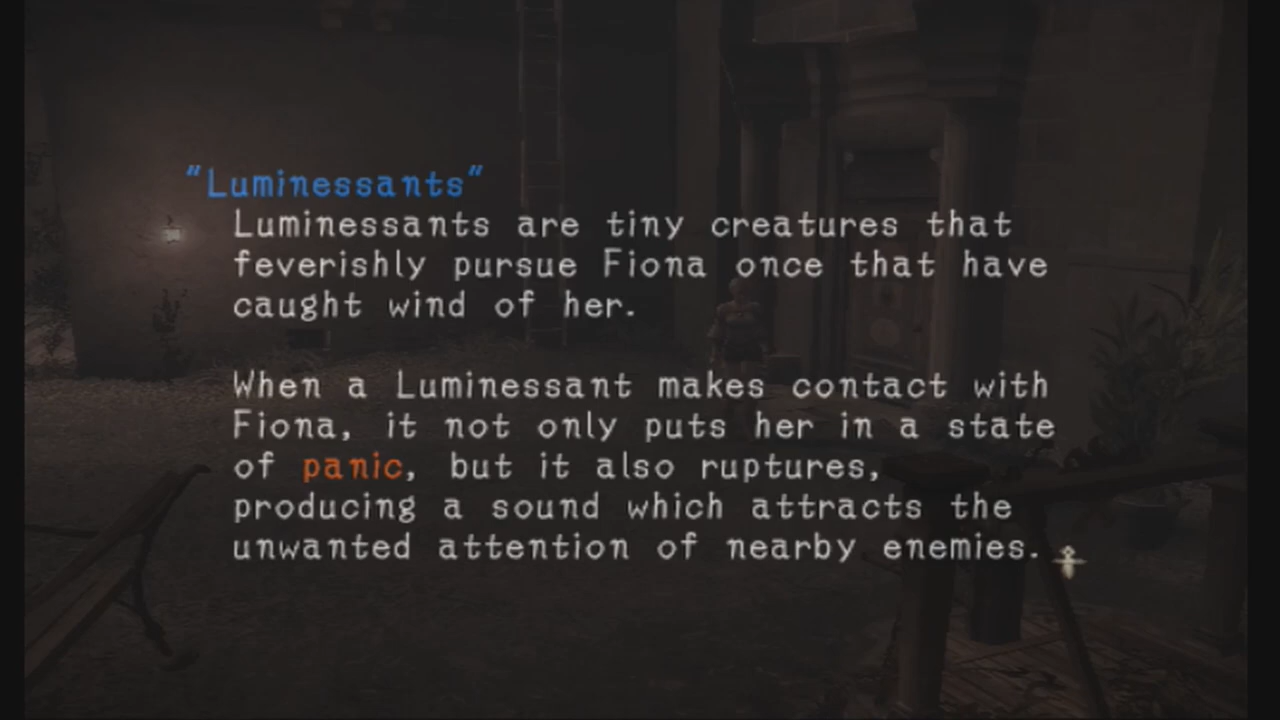 "Luminessants"
Luminessants are tiny creatures that
feverishly pursue Fiona once that have
caught wind of her.
When a Luminessant makes contact with
Fiona, it not only puts her in a state
of panic, but it also ruptures,
producing a sound which attracts the
unwanted attention of nearby enemies.